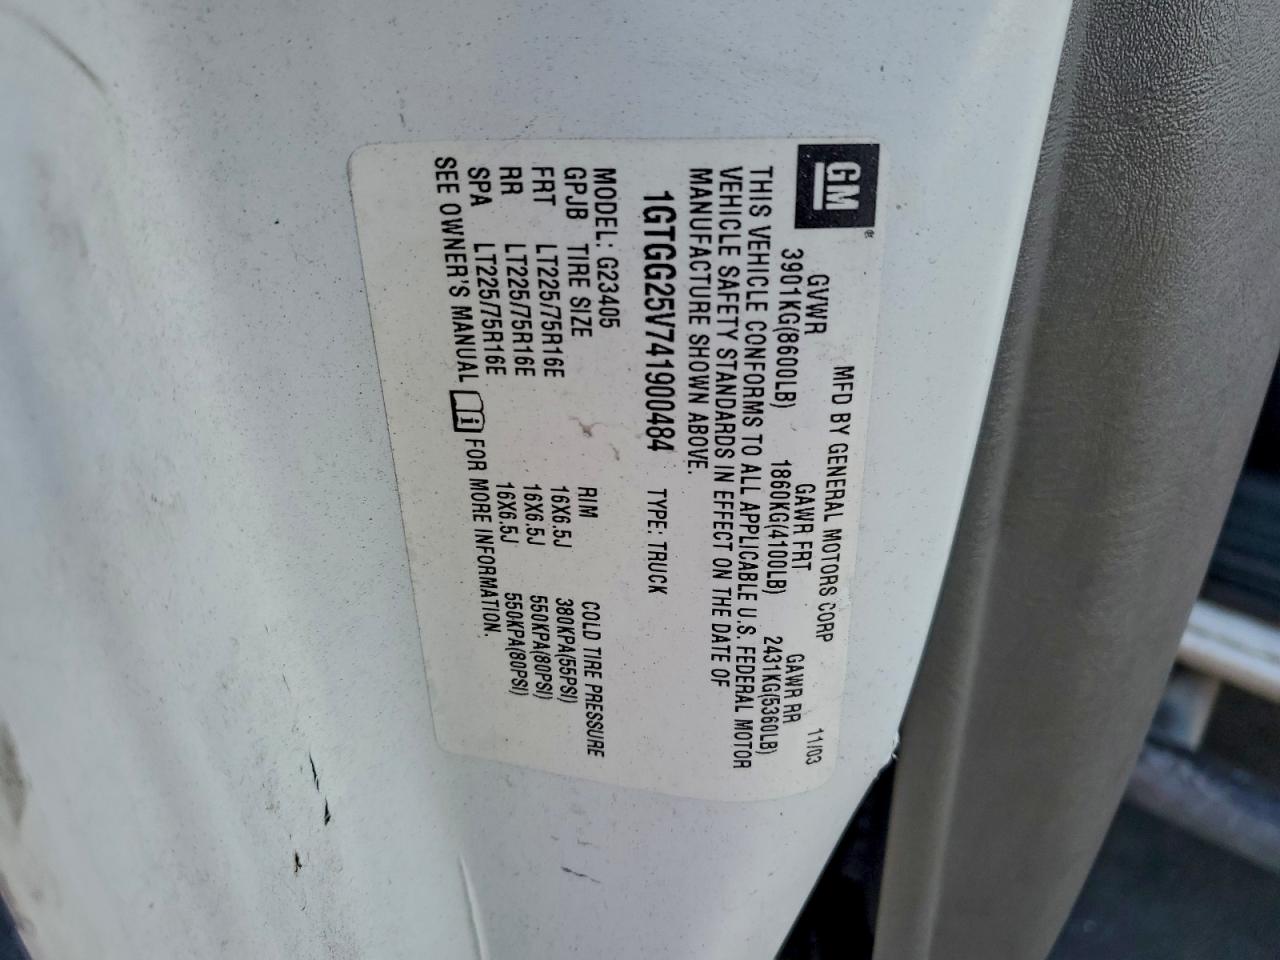 GM®
MFD BY GENERAL MOTORS CORP 11/03
GVWR GAWR FRT GAWR RR
3901KG(8600LB) 1860KG(4100LB) 2431KG(5360LB)
THIS VEHICLE CONFORMS TO ALL APPLICABLE U.S. FEDERAL MOTOR
VEHICLE SAFETY STANDARDS IN EFFECT ON THE DATE OF
MANUFACTURE SHOWN ABOVE.
1GTGG25V741900484 TYPE: TRUCK
MODEL: G23405
GPJB TIRE SIZE RIM COLD TIRE PRESSURE
FRT LT225/75R16E 16X6.5J 380KPA(55PSI)
RR LT225/75R16E 16X6.5J 550KPA(80PSI)
SPA LT225/75R16E 16X6.5J 550KPA(80PSI)
SEE OWNER'S MANUAL i FOR MORE INFORMATION.